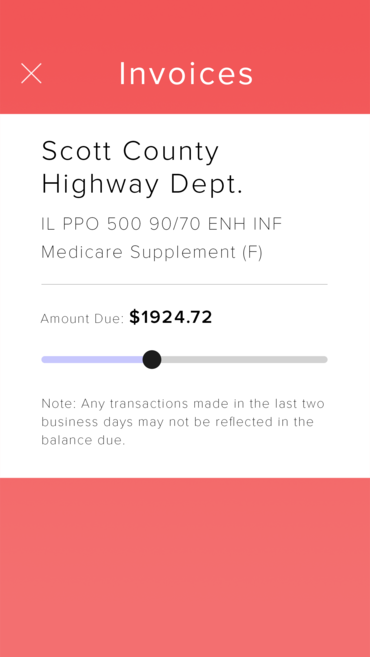 Invoices
Scott County
Highway Dept.
IL PPO 500 90/70 ENH INF
Medicare Supplement (F)
Amount Due: $1924.72
Note: Any transactions made in the last two
business days may not be reflected in the
balance due.